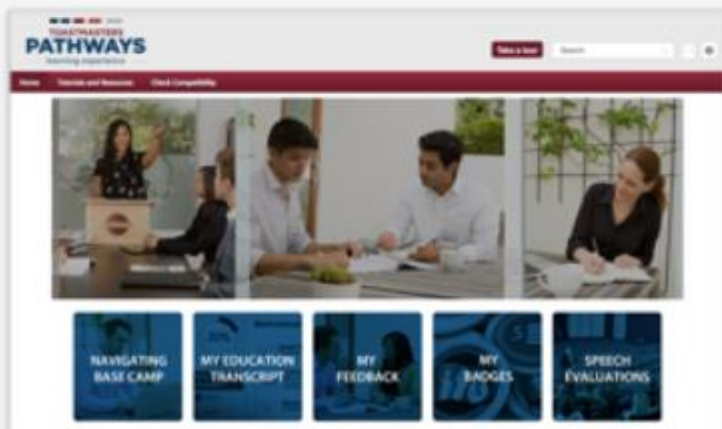 TOASTMASTERS
PATHWAYS
learning experience
Take a tour
Search
Home Tutorials and Resources Check Compatibility
NAVIGATING
BASE CAMP
MY EDUCATION
TRANSCRIPT
MY
FEEDBACK
MY
BADGES
SPEECH
EVALUATIONS